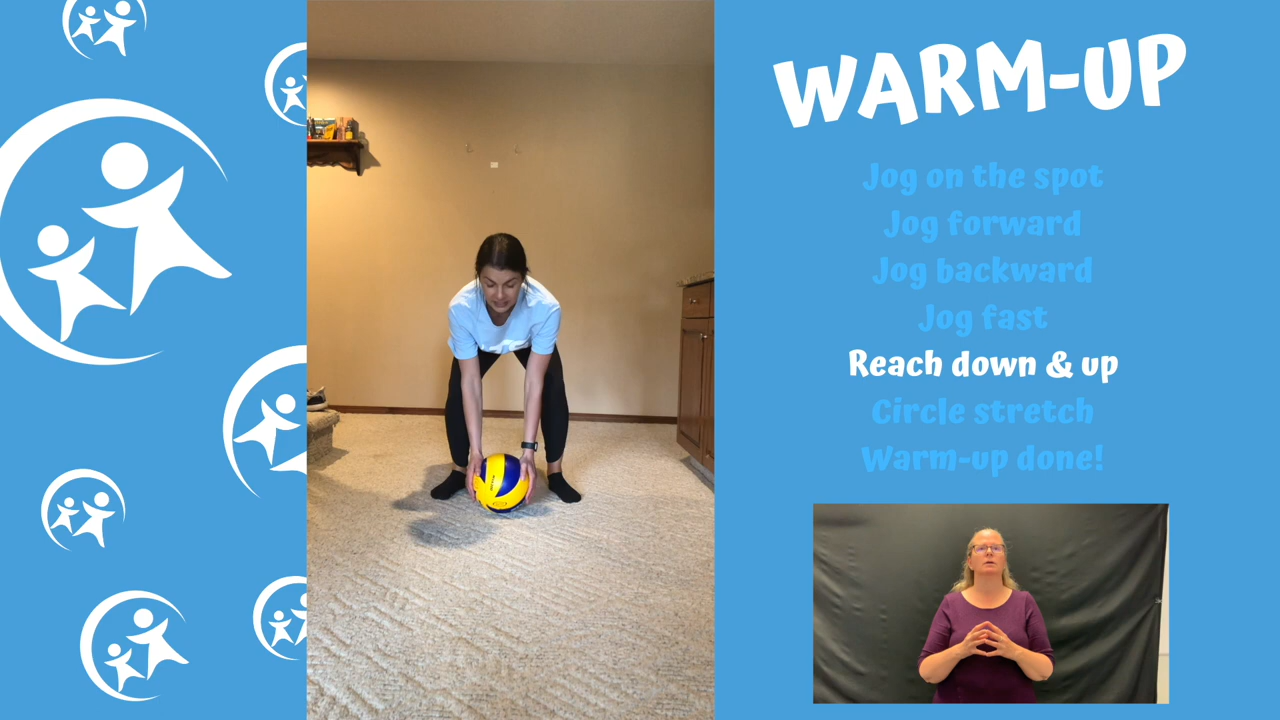 WARM-UP
Jog on the spot
Jog forward
Jog backward
Jog fast
Reach down & up
Circle stretch
Warm-up done!